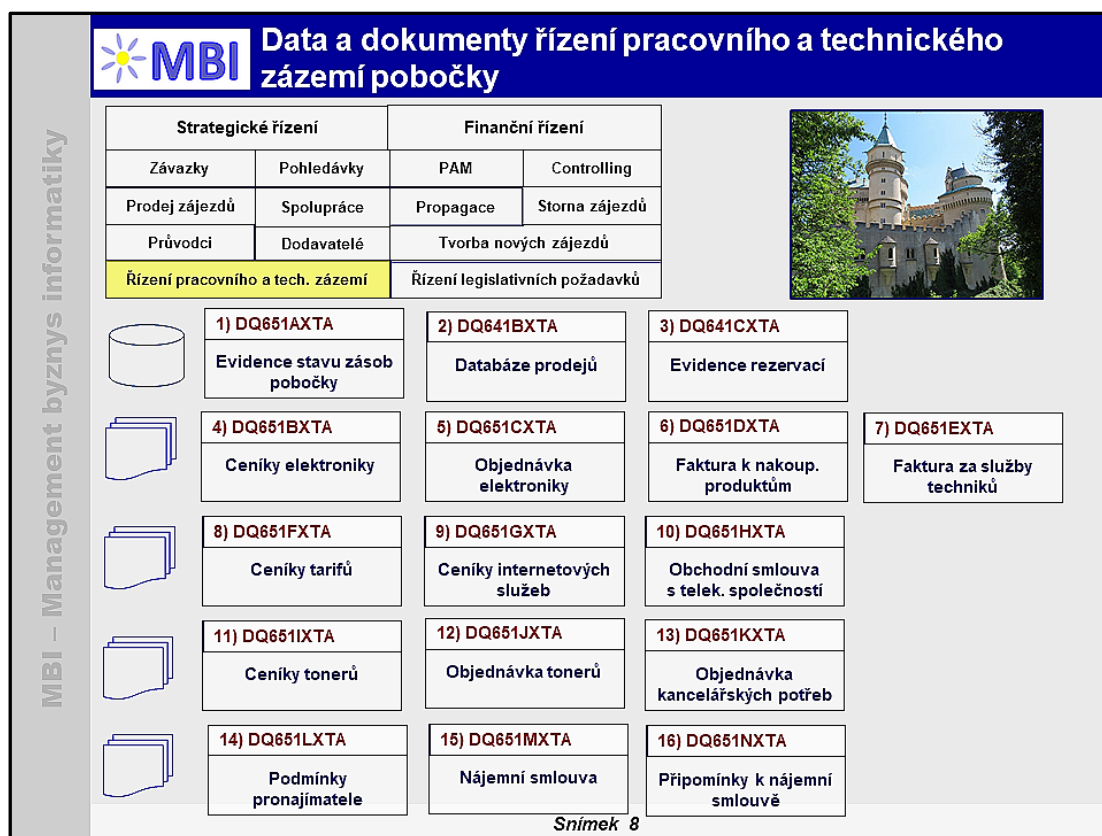 MBI
Data a dokumenty řízení pracovního a technického
zázemí pobočky
MBI – Management byznys informatiky
Strategické řízení
Finanční řízení
Závazky
Pohledávky
PAM
Controlling
Prodej zájezdů
Spolupráce
Propagace
Storna zájezdů
Průvodci
Dodavatelé
Tvorba nových zájezdů
Řízení pracovního a tech. zázemí
Řízení legislativních požadavků
1) DQ651AXTA
Evidence stavu zásob
pobočky
2) DQ641BXTA
Databáze prodejů
3) DQ641CXTA
Evidence rezervací
4) DQ651BXTA
Ceníky elektroniky
5) DQ651CXTA
Objednávka
elektroniky
6) DQ651DXTA
Faktura k nakoup.
produktům
7) DQ651EXTA
Faktura za služby
techniků
8) DQ651FXTA
Ceníky tarifů
9) DQ651GXTA
Ceníky internetových
služeb
10) DQ651HXTA
Obchodní smlouva
s telek. společností
11) DQ651IXTA
Ceníky tonerů
12) DQ651JXTA
Objednávka tonerů
13) DQ651KXTA
Objednávka
kancelářských potřeb
14) DQ651LXTA
Podmínky
pronajímatele
15) DQ651MXTA
Nájemní smlouva
16) DQ651NXTA
Připomínky k nájemní
smlouvě
Snímek 8